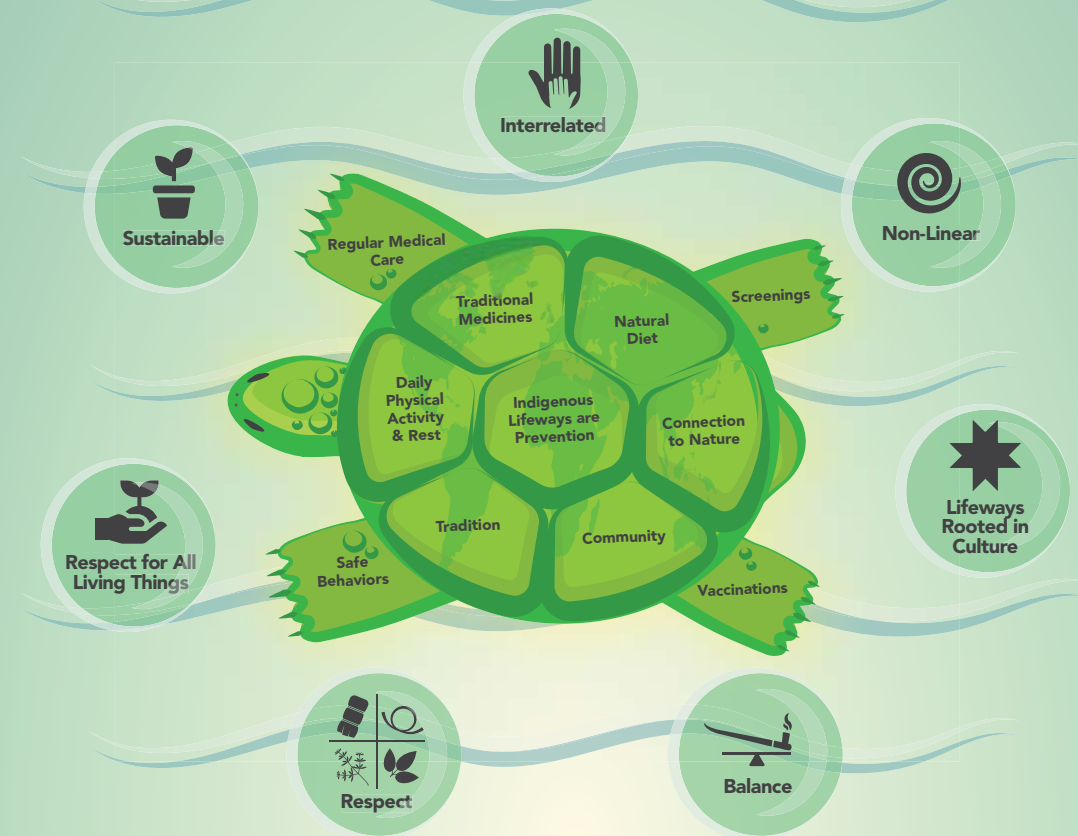 Interrelated
Sustainable
Non-Linear
Regular Medical
Care
Screenings
Traditional
Medicines
Natural
Diet
Daily
Physical
Activity
& Rest
Indigenous
Lifeways are
Prevention
Connection
to Nature
Lifeways
Rooted in
Culture
Tradition
Community
Respect for All
Living Things
Safe
Behaviors
Vaccinations
Respect
Balance